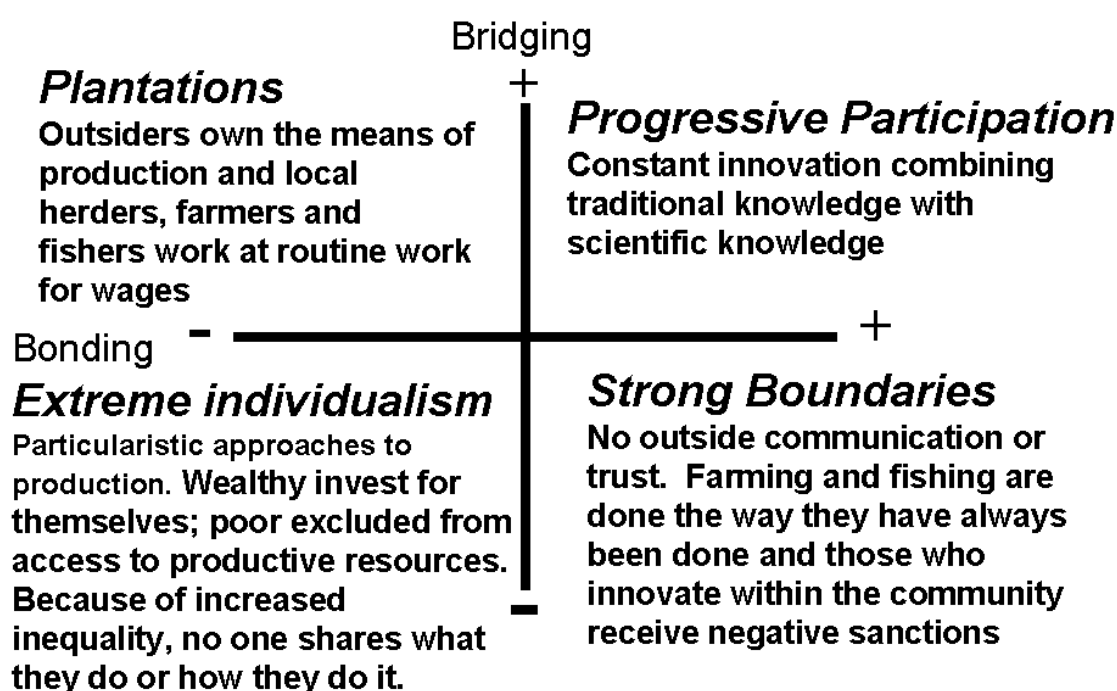 Bridging
+
Plantations
Outsiders own the means of
production and local
herders, farmers and
fishers work at routine work
for wages
Progressive Participation
Constant innovation combining
traditional knowledge with
scientific knowledge
Bonding
-
+
Extreme individualism
Particularistic approaches to
production. Wealthy invest for
themselves; poor excluded from
access to productive resources.
Because of increased
inequality, no one shares what
they do or how they do it.
-
Strong Boundaries
No outside communication or
trust.  Farming and fishing are
done the way they have always
been done and those who
innovate within the community
receive negative sanctions